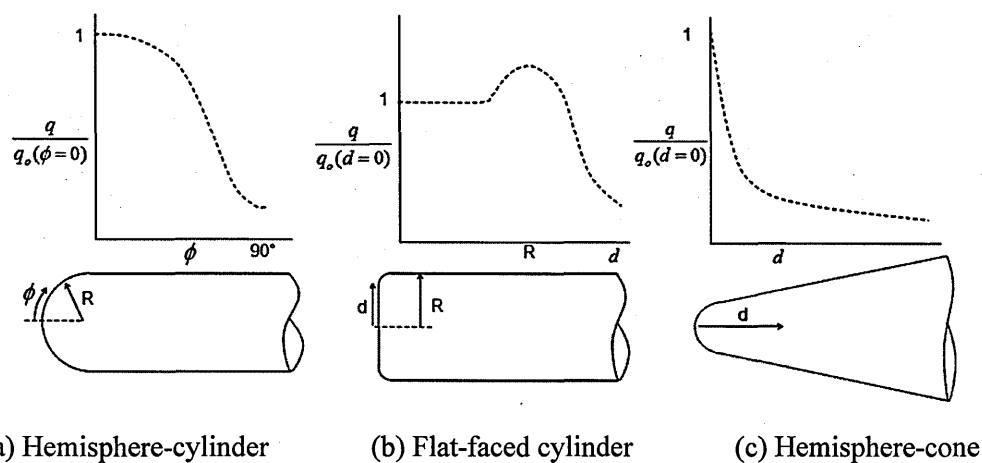 1
q
q_o(ϕ=0)
ϕ
90°
ϕ
R
a) Hemisphere-cylinder
1
q
q_o(d=0)
R
d
d
R
(b) Flat-faced cylinder
1
q
q_o(d=0)
d
d
(c) Hemisphere-cone